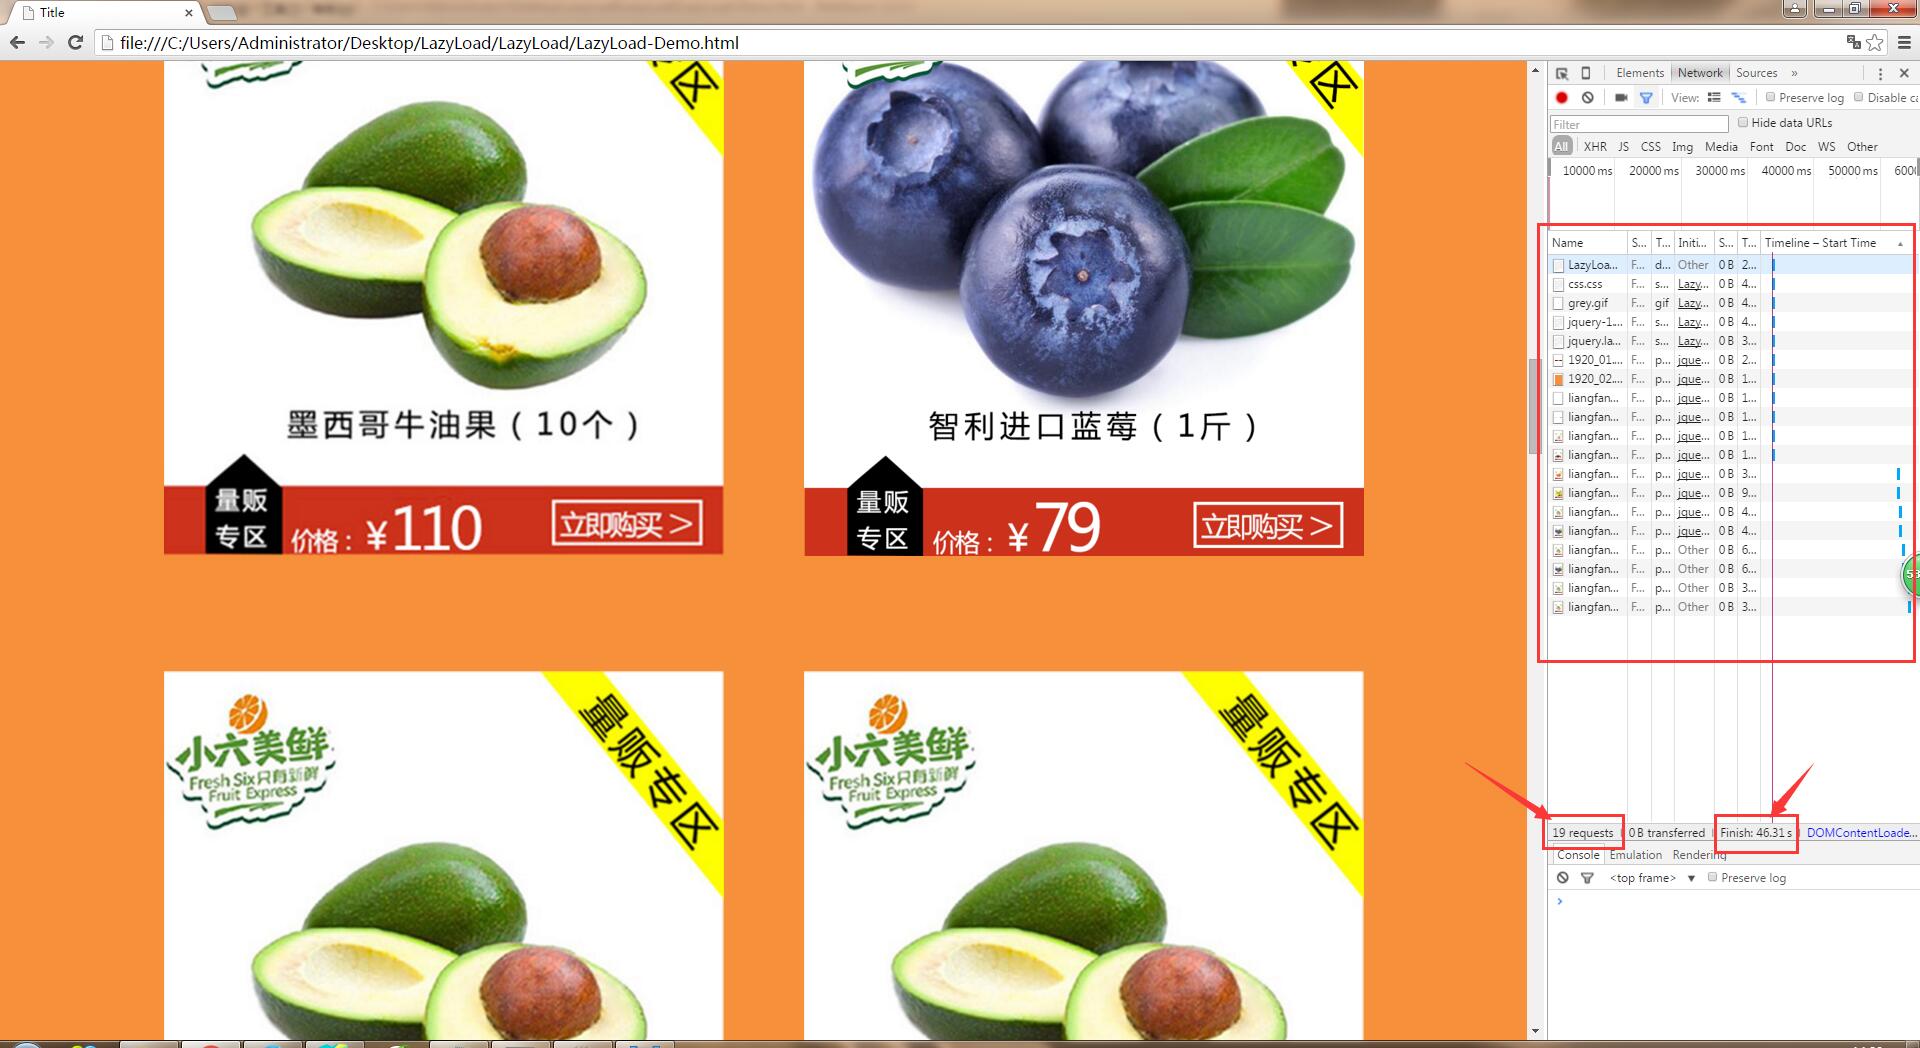 Title
file:///C:/Users/Administrator/Desktop/LazyLoad/LazyLoad/LazyLoad-Demo.html
墨西哥牛油果（10个）
量贩
专区
价格：￥110
立即购买 >
智利进口蓝莓（1斤）
量贩
专区
价格：￥79
立即购买 >
小六美鲜
Fresh Six只有新鲜
Fruit Express
量贩专区
小六美鲜
Fresh Six只有新鲜
Fruit Express
量贩专区
Elements Network Sources »
View: Preserve log Disable ca
Filter Hide data URLs
All XHR JS CSS Img Media Font Doc WS Other
10000 ms 20000 ms 30000 ms 40000 ms 50000 ms
Name S... T... Initi... S... T... Timeline – Start Time
LazyLoa... F... d... Other 0 B 2...
css.css F... s... Lazy... 0 B 4...
grey.gif F... gif Lazy... 0 B 4...
jquery-1.... F... s... Lazy... 0 B 4...
jquery.la... F... s... Lazy... 0 B 3...
1920_01.... F... p... jque... 0 B 2...
1920_02.... F... p... jque... 0 B 1...
liangfan... F... p... jque... 0 B 1...
liangfan... F... p... jque... 0 B 1...
liangfan... F... p... jque... 0 B 1...
liangfan... F... p... jque... 0 B 1...
liangfan... F... p... jque... 0 B 3...
liangfan... F... p... jque... 0 B 9...
liangfan... F... p... jque... 0 B 4...
liangfan... F... p... jque... 0 B 4...
liangfan... F... p... Other 0 B 6...
liangfan... F... p... Other 0 B 6...
liangfan... F... p... Other 0 B 3...
liangfan... F... p... Other 0 B 3...
19 requests | 0 B transferred | Finish: 46.31 s | DOMContentLoade...
Console Emulation Rendering
<top frame> ▼ Preserve log